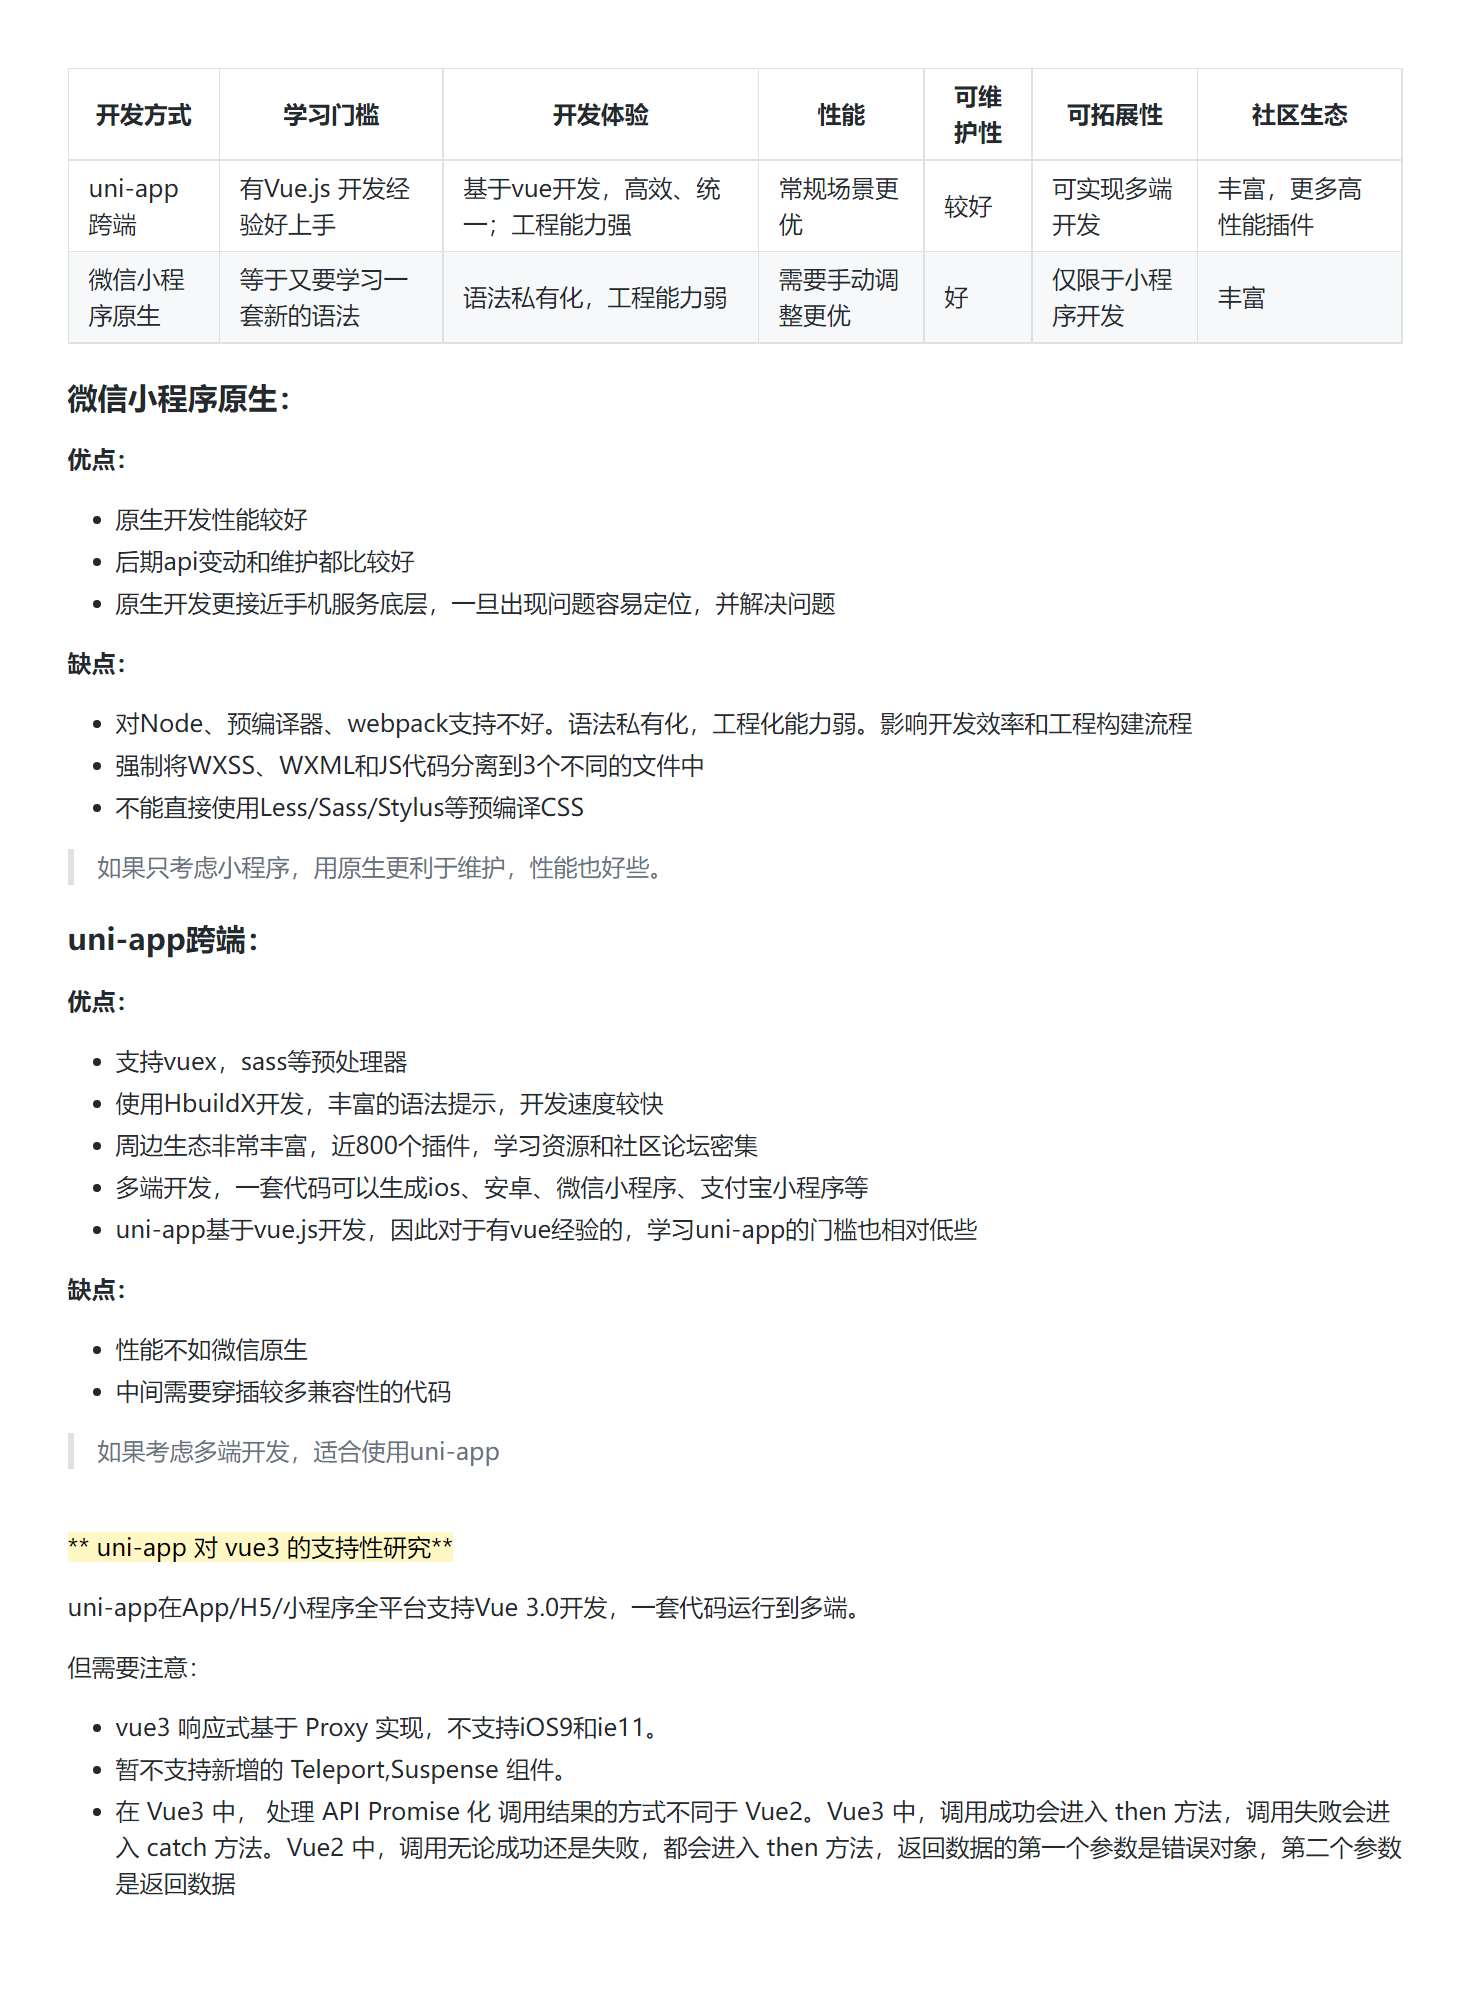 开发方式 学习门槛 开发体验 性能 可维护性 可拓展性 社区生态
uni-app跨端 有Vue.js 开发经验好上手 基于vue开发，高效、统一；工程能力强 常规场景更优 较好 可实现多端开发 丰富，更多高性能插件
微信小程序原生 等于又要学习一套新的语法 语法私有化，工程能力弱 需要手动调整更优 好 仅限于小程序开发 丰富
微信小程序原生：
优点：
• 原生开发性能较好
• 后期api变动和维护都比较好
• 原生开发更接近手机服务底层，一旦出现问题容易定位，并解决问题
缺点：
• 对Node、预编译器、webpack支持不好。语法私有化，工程化能力弱。影响开发效率和工程构建流程
• 强制将WXSS、WXML和JS代码分离到3个不同的文件中
• 不能直接使用Less/Sass/Stylus等预编译CSS
如果只考虑小程序，用原生更利于维护，性能也好些。
uni-app跨端：
优点：
• 支持vuex，sass等预处理器
• 使用HbuildX开发，丰富的语法提示，开发速度较快
• 周边生态非常丰富，近800个插件，学习资源和社区论坛密集
• 多端开发，一套代码可以生成ios、安卓、微信小程序、支付宝小程序等
• uni-app基于vue.js开发，因此对于有vue经验的，学习uni-app的门槛也相对低些
缺点：
• 性能不如微信原生
• 中间需要穿插较多兼容性的代码
如果考虑多端开发，适合使用uni-app
** uni-app 对 vue3 的支持性研究**
uni-app在App/H5/小程序全平台支持Vue 3.0开发，一套代码运行到多端。
但需要注意：
• vue3 响应式基于 Proxy 实现，不支持iOS9和ie11。
• 暂不支持新增的 Teleport,Suspense 组件。
• 在 Vue3 中， 处理 API Promise 化 调用结果的方式不同于 Vue2。Vue3 中，调用成功会进入 then 方法，调用失败会进
入 catch 方法。Vue2 中，调用无论成功还是失败，都会进入 then 方法，返回数据的第一个参数是错误对象，第二个参数
是返回数据